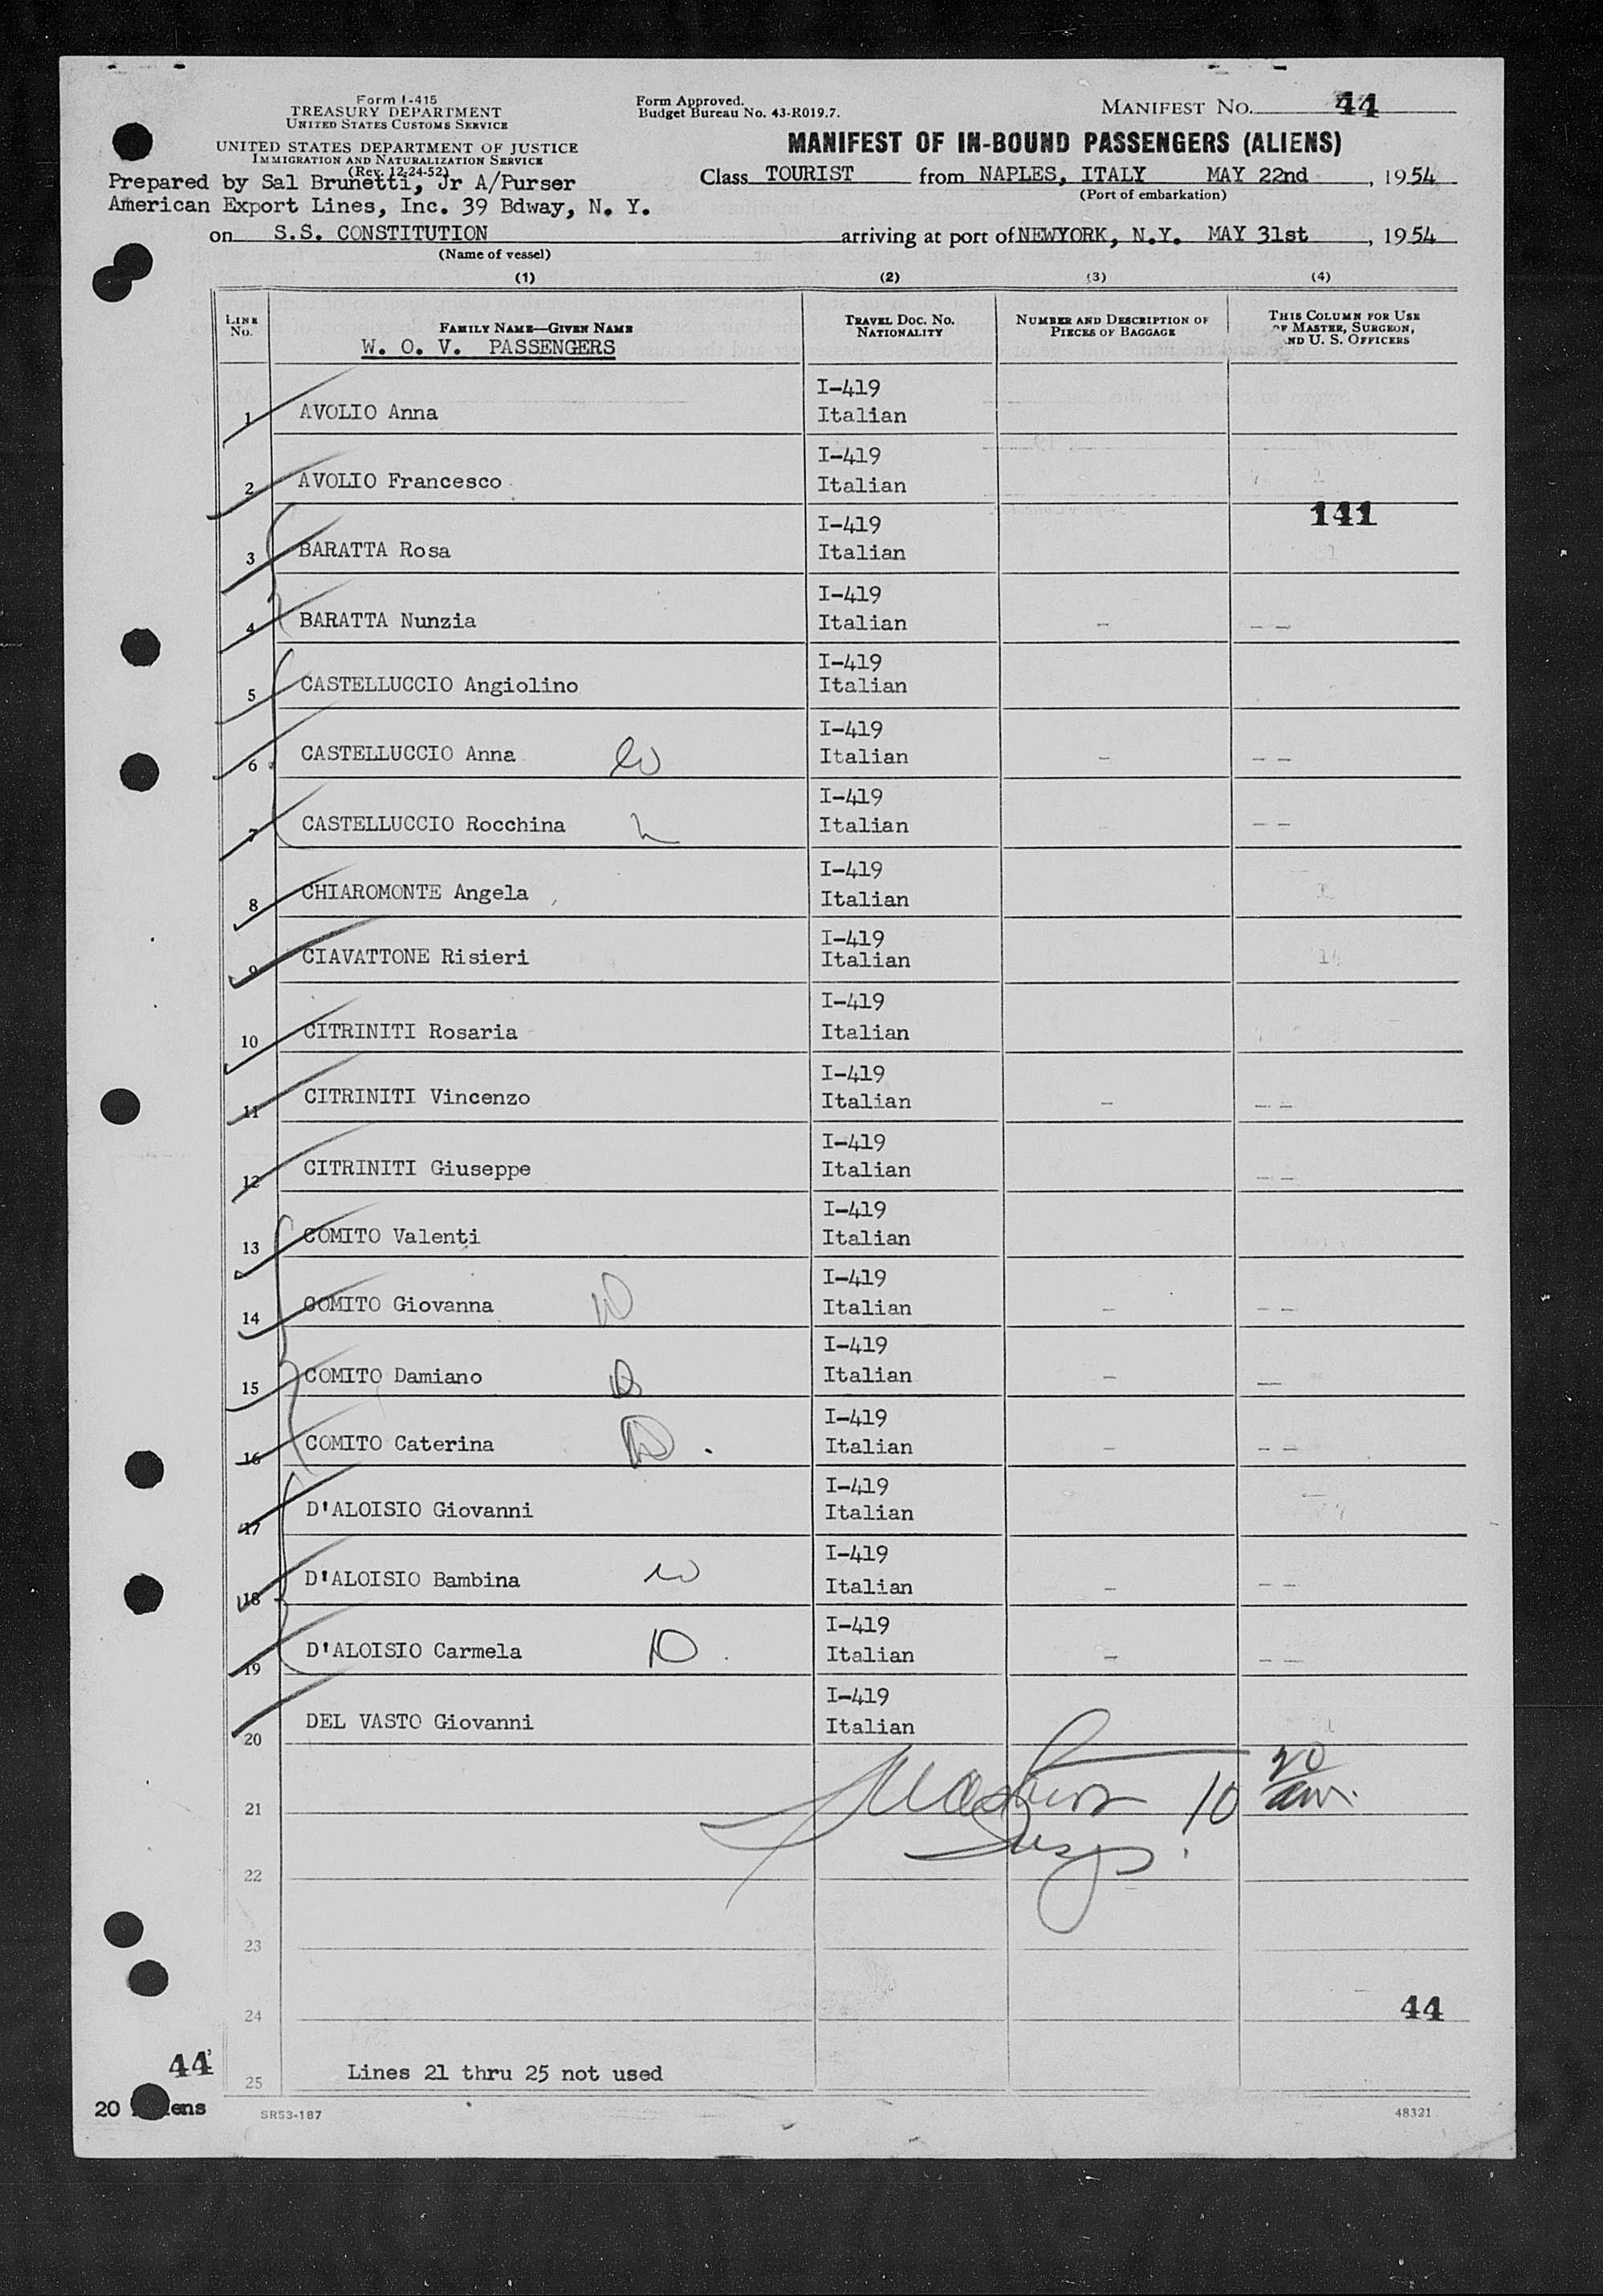 Form I-415
TREASURY DEPARTMENT
UNITED STATES CUSTOMS SERVICE
UNITED STATES DEPARTMENT OF JUSTICE
IMMIGRATION AND NATURALIZATION SERVICE
(Rev. 12-24-52)
Form Approved.
Budget Bureau No. 43-R019.7.
MANIFEST NO. 44
MANIFEST OF IN-BOUND PASSENGERS (ALIENS)
Prepared by Sal Brunetti, Jr A/Purser
American Export Lines, Inc. 39 Bdway, N. Y.
Class TOURIST from NAPLES, ITALY MAY 22nd, 1954
(Port of embarkation)
on S.S. CONSTITUTION arriving at port of NEWYORK, N.Y. MAY 31st, 1954
(Name of vessel)
(1) (2) (3) (4)
LINE No. FAMILY NAME—GIVEN NAME TRAVEL DOC. NO. NATIONALITY NUMBER AND DESCRIPTION OF PIECES OF BAGGAGE THIS COLUMN FOR USE OF MASTER, SURGEON, AND U. S. OFFICERS
W. O. V. PASSENGERS
1 AVOLIO Anna I-419 Italian
2 AVOLIO Francesco I-419 Italian
141
3 BARATTA Rosa I-419 Italian
4 BARATTA Nunzia I-419 Italian – – –
5 CASTELLUCCIO Angiolino I-419 Italian
6 CASTELLUCCIO Anna I-419 Italian – – –
7 CASTELLUCCIO Rocchina I-419 Italian – –
8 CHIAROMONTE Angela I-419 Italian
9 CIAVATTONE Risieri I-419 Italian
10 CITRINITI Rosaria I-419 Italian
11 CITRINITI Vincenzo I-419 Italian – – –
12 CITRINITI Giuseppe I-419 Italian – –
13 COMITO Valenti I-419 Italian
14 COMITO Giovanna I-419 Italian – – –
15 COMITO Damiano I-419 Italian – –
16 COMITO Caterina I-419 Italian – – –
17 D'ALOISIO Giovanni I-419 Italian
18 D'ALOISIO Bambina I-419 Italian – – –
19 D'ALOISIO Carmela I-419 Italian – – –
20 DEL VASTO Giovanni I-419 Italian
21 10 20
22
23
24 44
44
25 Lines 21 thru 25 not used
20
SR53-187
48321